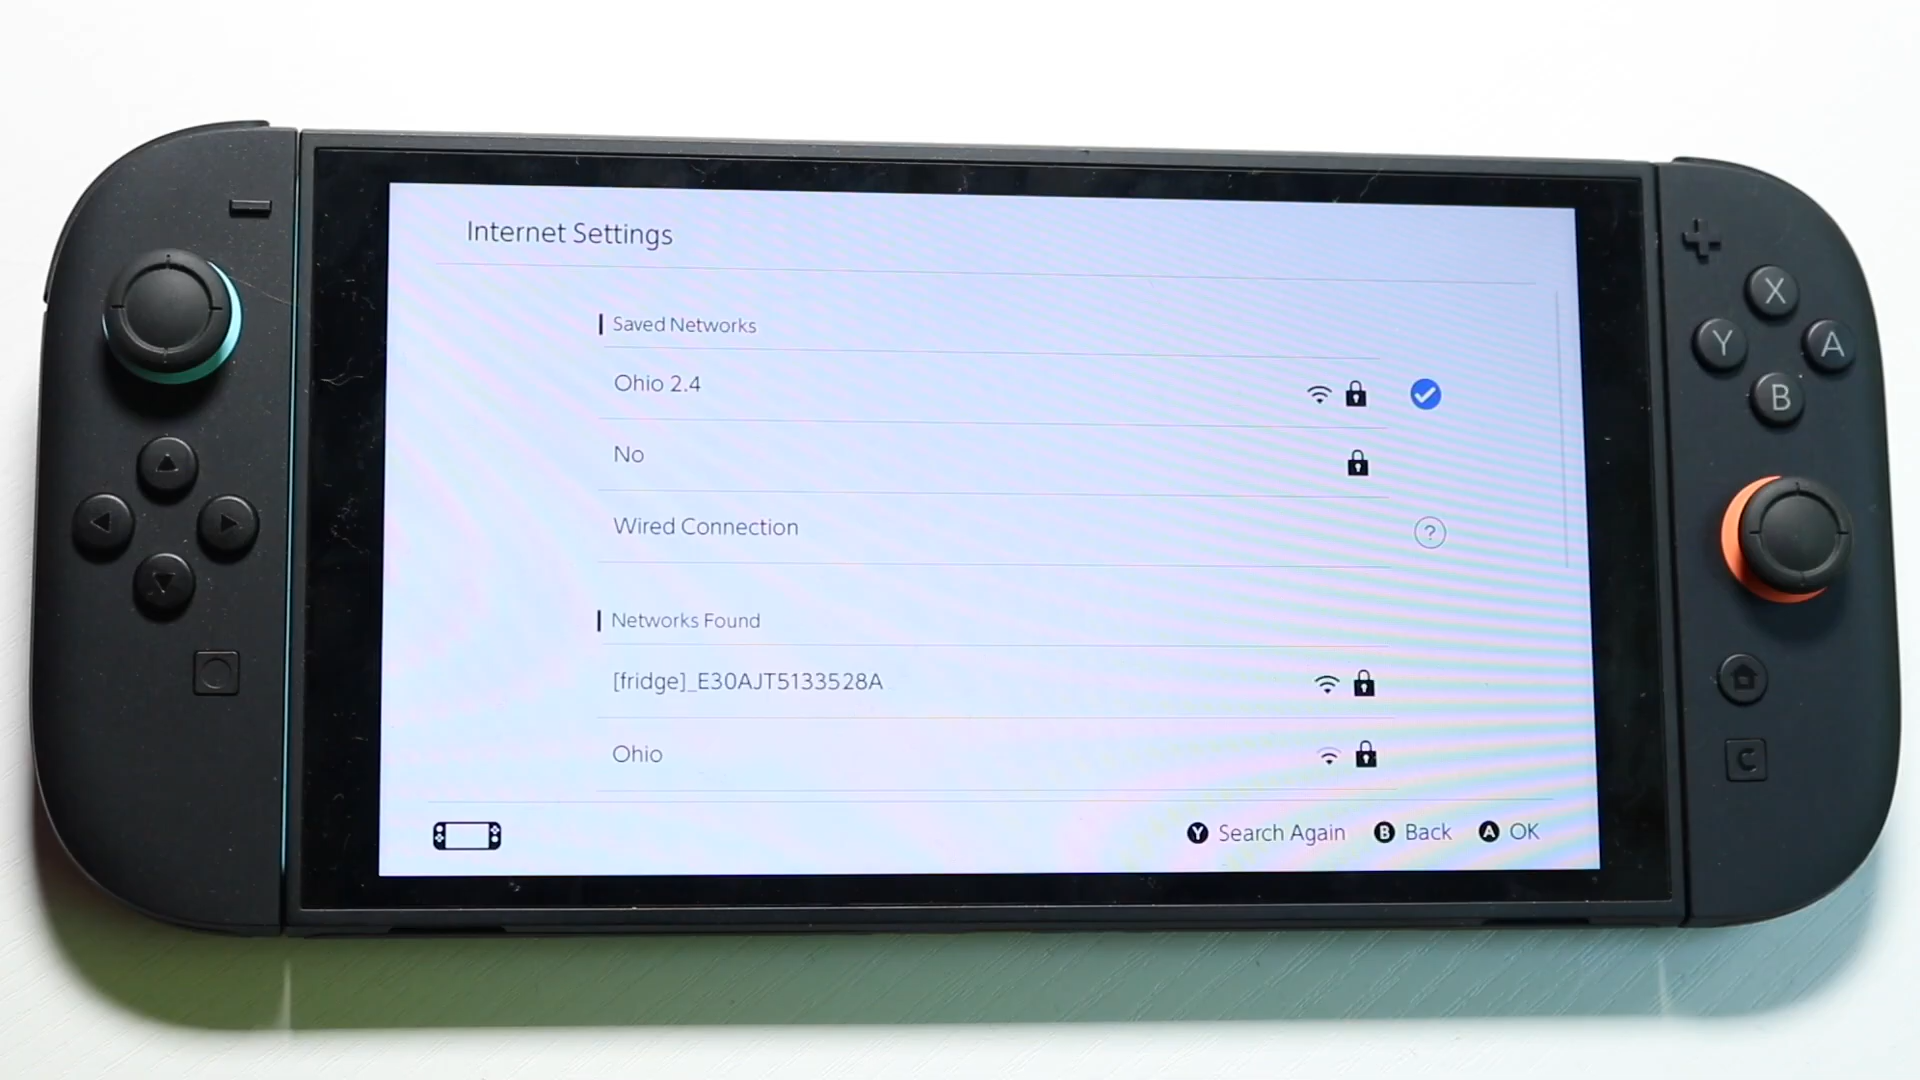 Internet Settings
Saved Networks
Ohio 2.4
No
Wired Connection
?
Networks Found
[fridge]_E30AJT5133528A
Ohio
Y Search Again B Back A OK
X
Y
A
B
C